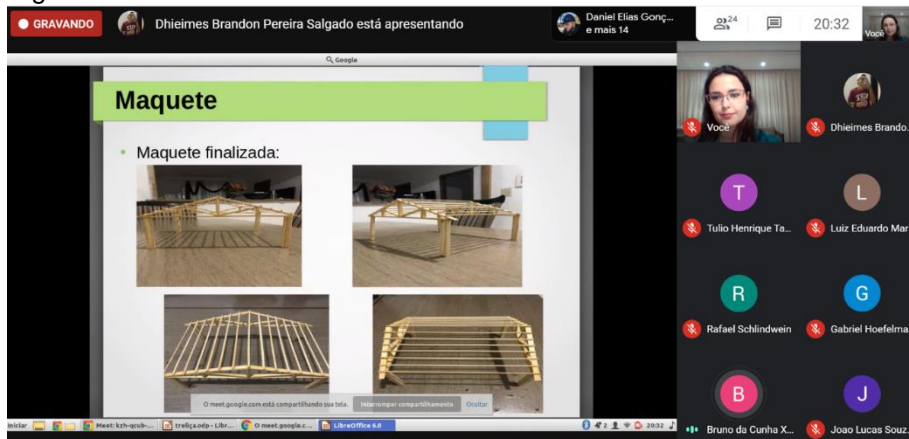 GRAVANDO
Dhieimes Brandon Pereira Salgado está apresentando
Daniel Elias Gonç...
e mais 14
24
20:32
Você
Google
Maquete
Maquete finalizada:
Você
Dhieimes Brando.
T
L
Tulio Henrique Ta...
Luiz Eduardo Mar
R
G
Rafael Schlindwein
Gabriel Hoefelma
B
J
Bruno da Cunha X...
Joao Lucas Souz.
O meet.google.com está compartilhando sua tela.
Interromper compartilhamento
Ocultar
Iniciar
Meet: kzh-qcub-...
treliça.odp - Libr...
O meet.google.c...
LibreOffice 6.0
2
2032